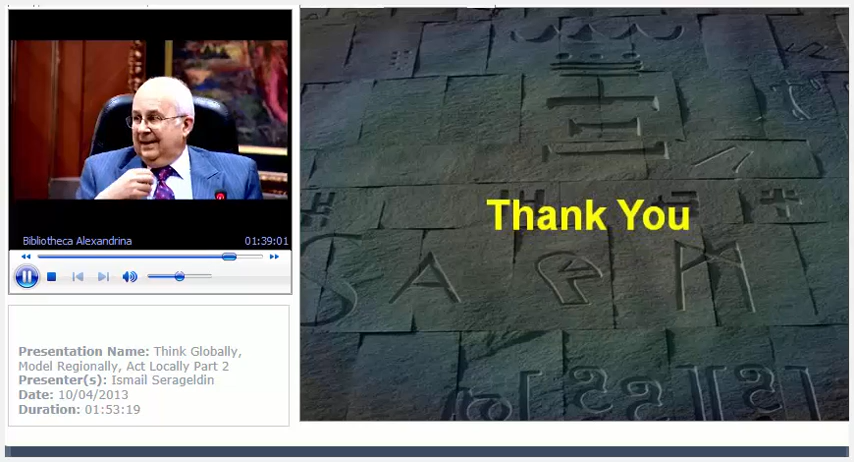 Bibliotheca Alexandrina 01:39:01
Presentation Name: Think Globally,
Model Regionally, Act Locally Part 2
Presenter(s): Ismail Serageldin
Date: 10/04/2013
Duration: 01:53:19
Thank You